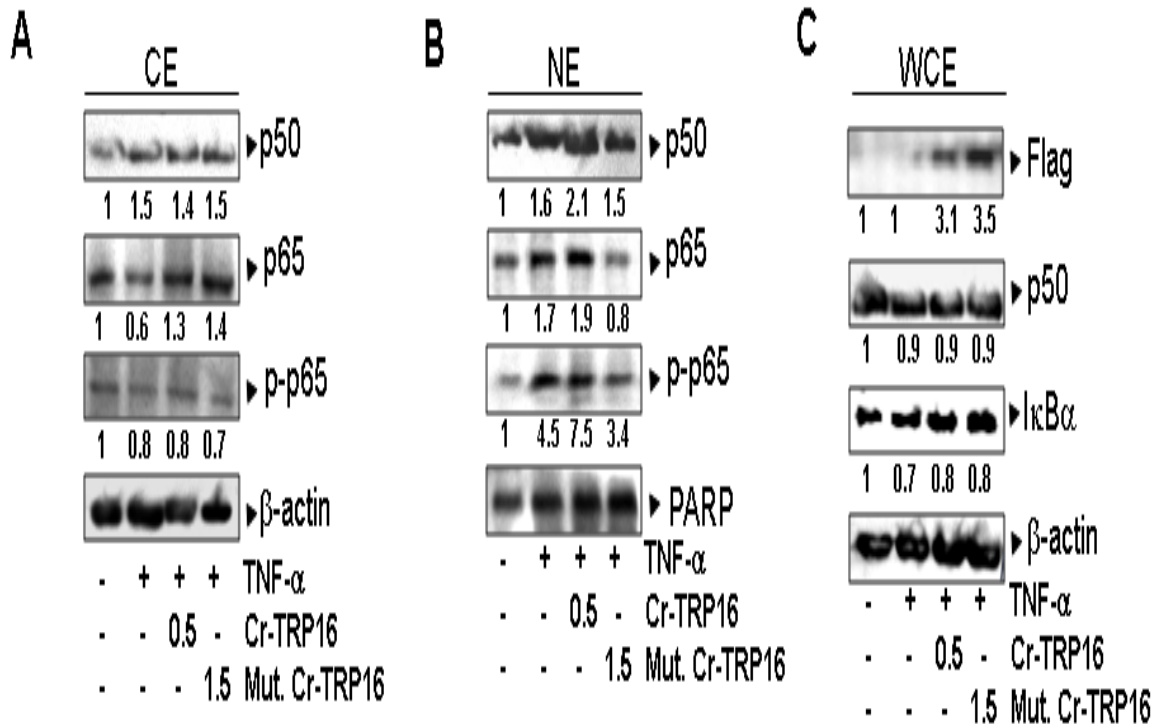 A
CE
p50
1 1.5 1.4 1.5
p65
1 0.6 1.3 1.4
p-p65
1 0.8 0.8 0.7
β-actin
- + + + TNF-α
- - 0.5 - Cr-TRP16
- - - 1.5 Mut. Cr-TRP16
B
NE
p50
1 1.6 2.1 1.5
p65
1 1.7 1.9 0.8
p-p65
1 4.5 7.5 3.4
PARP
- + + + TNF-α
- - 0.5 - Cr-TRP16
- - - 1.5 Mut. Cr-TRP16
C
WCE
Flag
1 1 3.1 3.5
p50
1 0.9 0.9 0.9
IκBα
1 0.7 0.8 0.8
β-actin
- + + + TNF-α
- - 0.5 - Cr-TRP16
- - - 1.5 Mut. Cr-TRP16